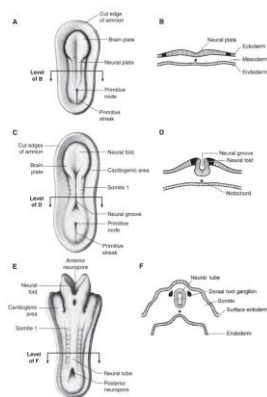 A
Cut edge
of amnion
Brain plate
Neural plate
Level
of B
Primitive
node
Primitive
streak
B
Neural plate
Ectoderm
Mesoderm
Endoderm
C
Cut edges
of amnion
Neural fold
Brain
plate
Cardiogenic area
Somite 1
Level
of D
Neural groove
Primitive
node
Primitive
streak
D
Neural groove
Neural fold
Notochord
E
Anterior
neuropore
Neural
fold
Cardiogenic
area
Somite 1
Level
of F
Neural tube
Posterior
neuropore
F
Neural tube
Dorsal root ganglion
Somite
Surface ectoderm
Endoderm